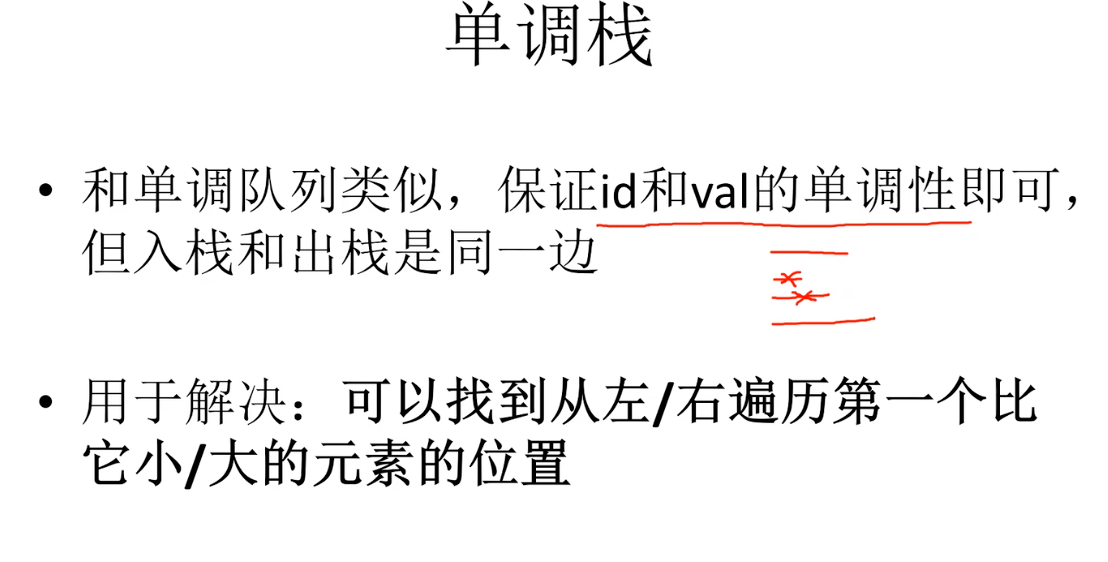 单调栈
• 和单调队列类似，保证id和val的单调性即可，
但入栈和出栈是同一边
• 用于解决：可以找到从左/右遍历第一个比
它小/大的元素的位置